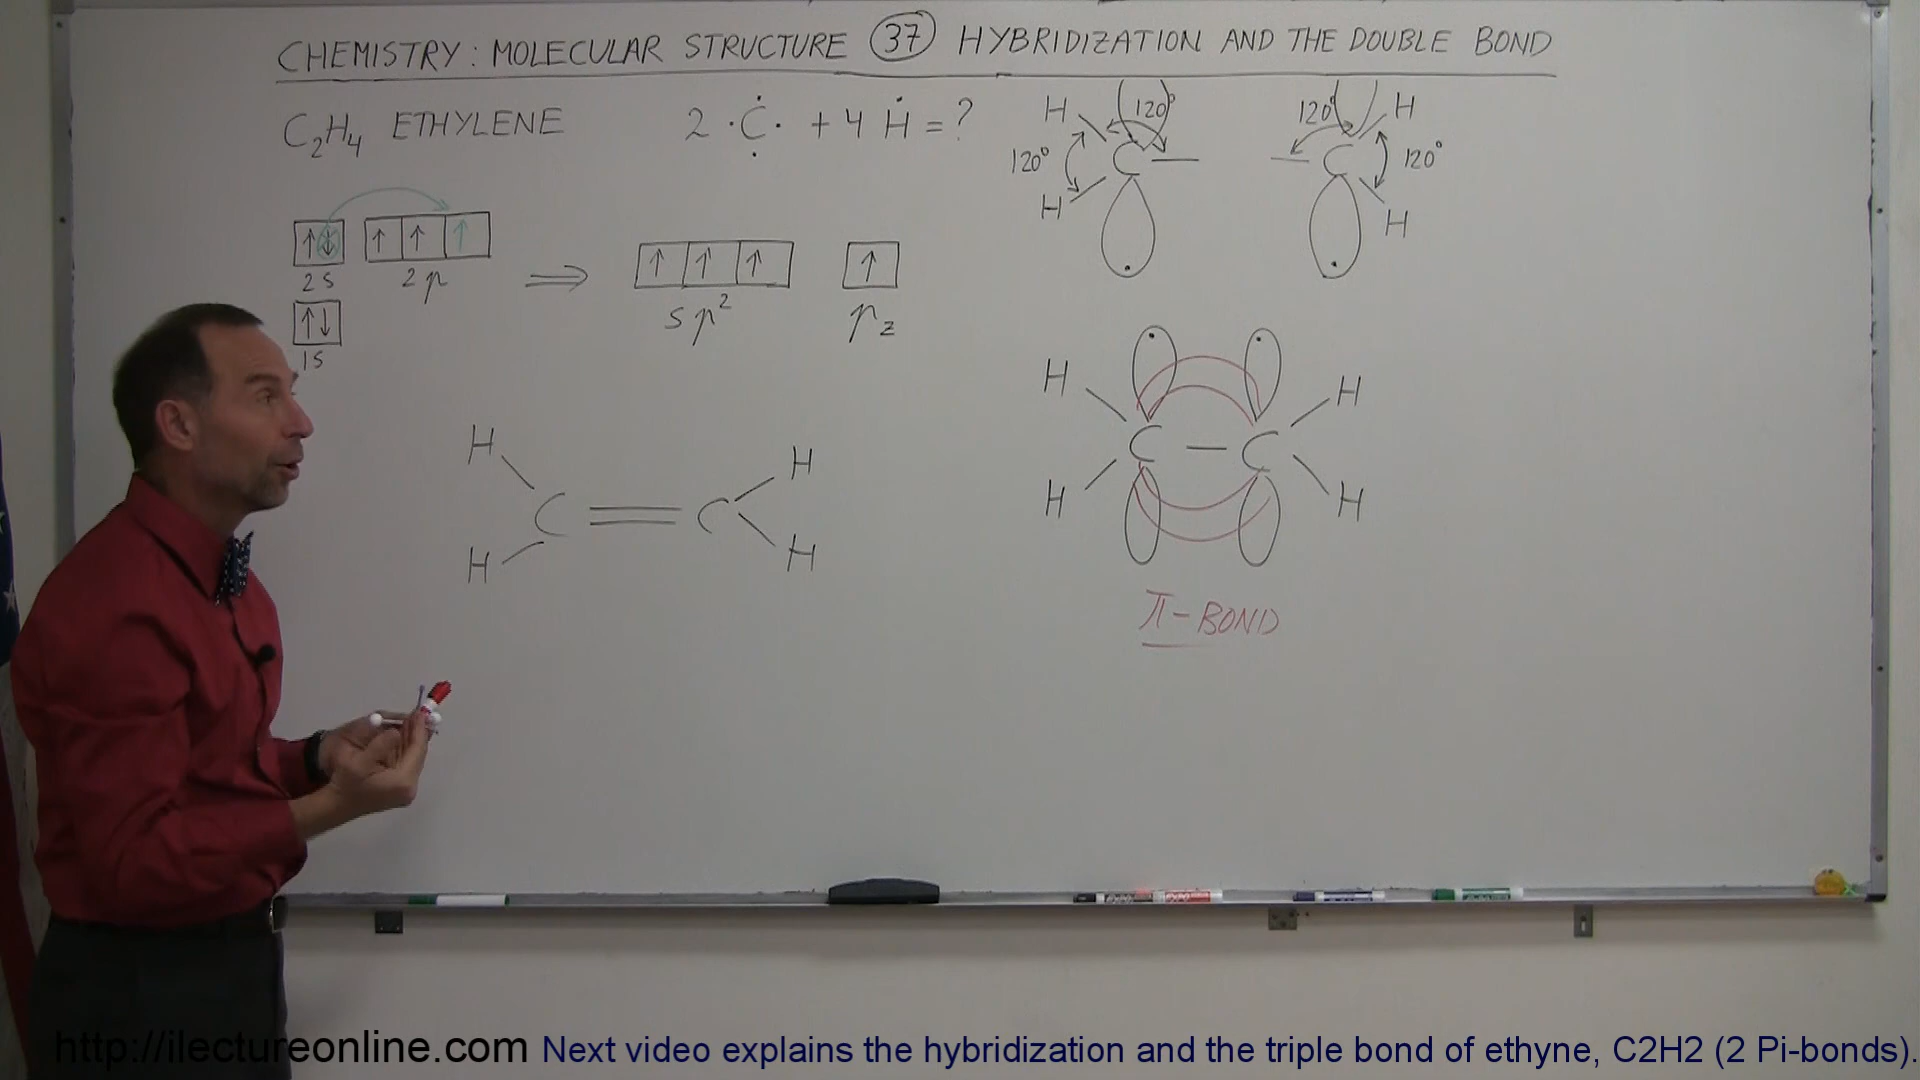 CHEMISTRY: MOLECULAR STRUCTURE 37 HYBRIDIZATION AND THE DOUBLE BOND
C2H4 ETHYLENE
2 ·C· + 4 H = ?
H 120° 120° C —
H
120° H — C 120°
H
↑↓ ↑ ↑ ↑
2s 2p
↑↓
1s
⇒
↑ ↑ ↑ ↑
sp² pz
H H
C = C
H H
H H
C — C
H H
π-BOND
http://ilectureonline.com Next video explains the hybridization and the triple bond of ethyne, C2H2 (2 Pi-bonds).